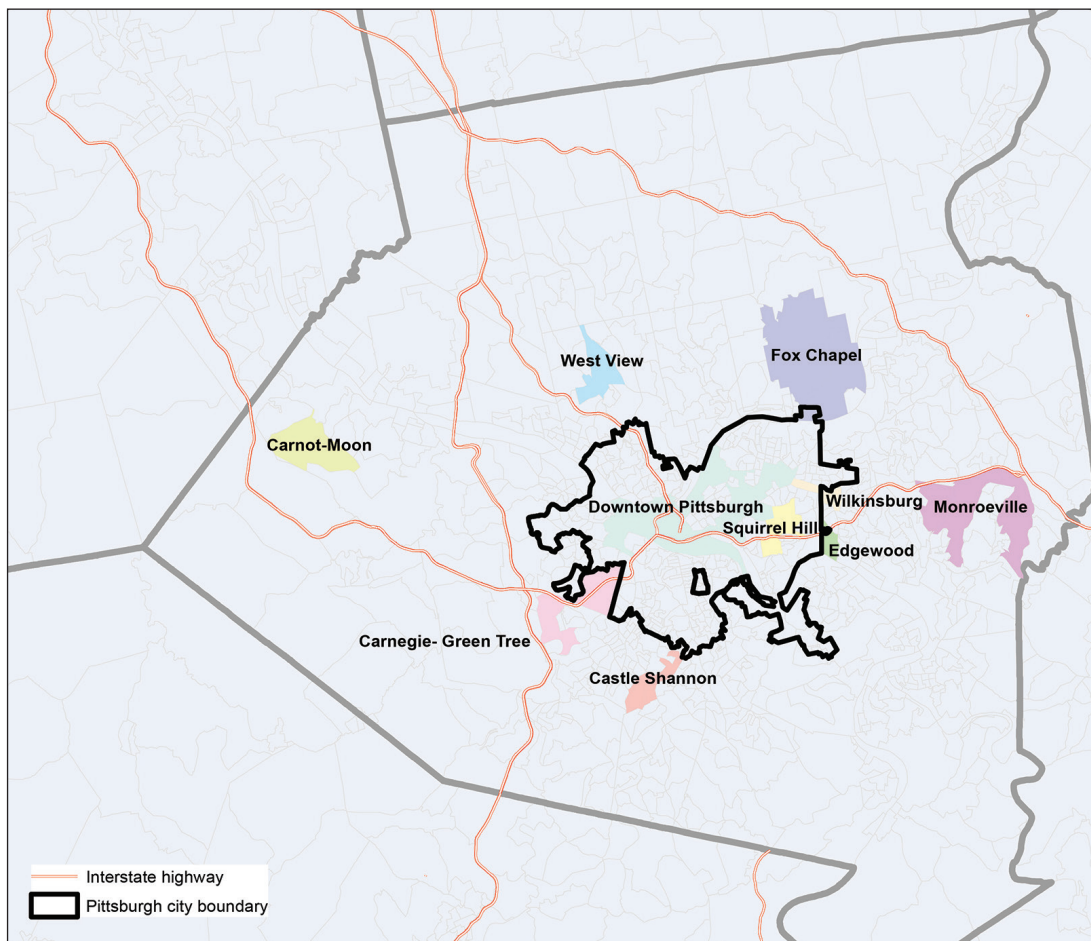 West View
Fox Chapel
Carnot-Moon
Downtown Pittsburgh
Wilkinsburg
Monroeville
Squirrel Hill
Edgewood
Carnegie- Green Tree
Castle Shannon
Interstate highway
Pittsburgh city boundary